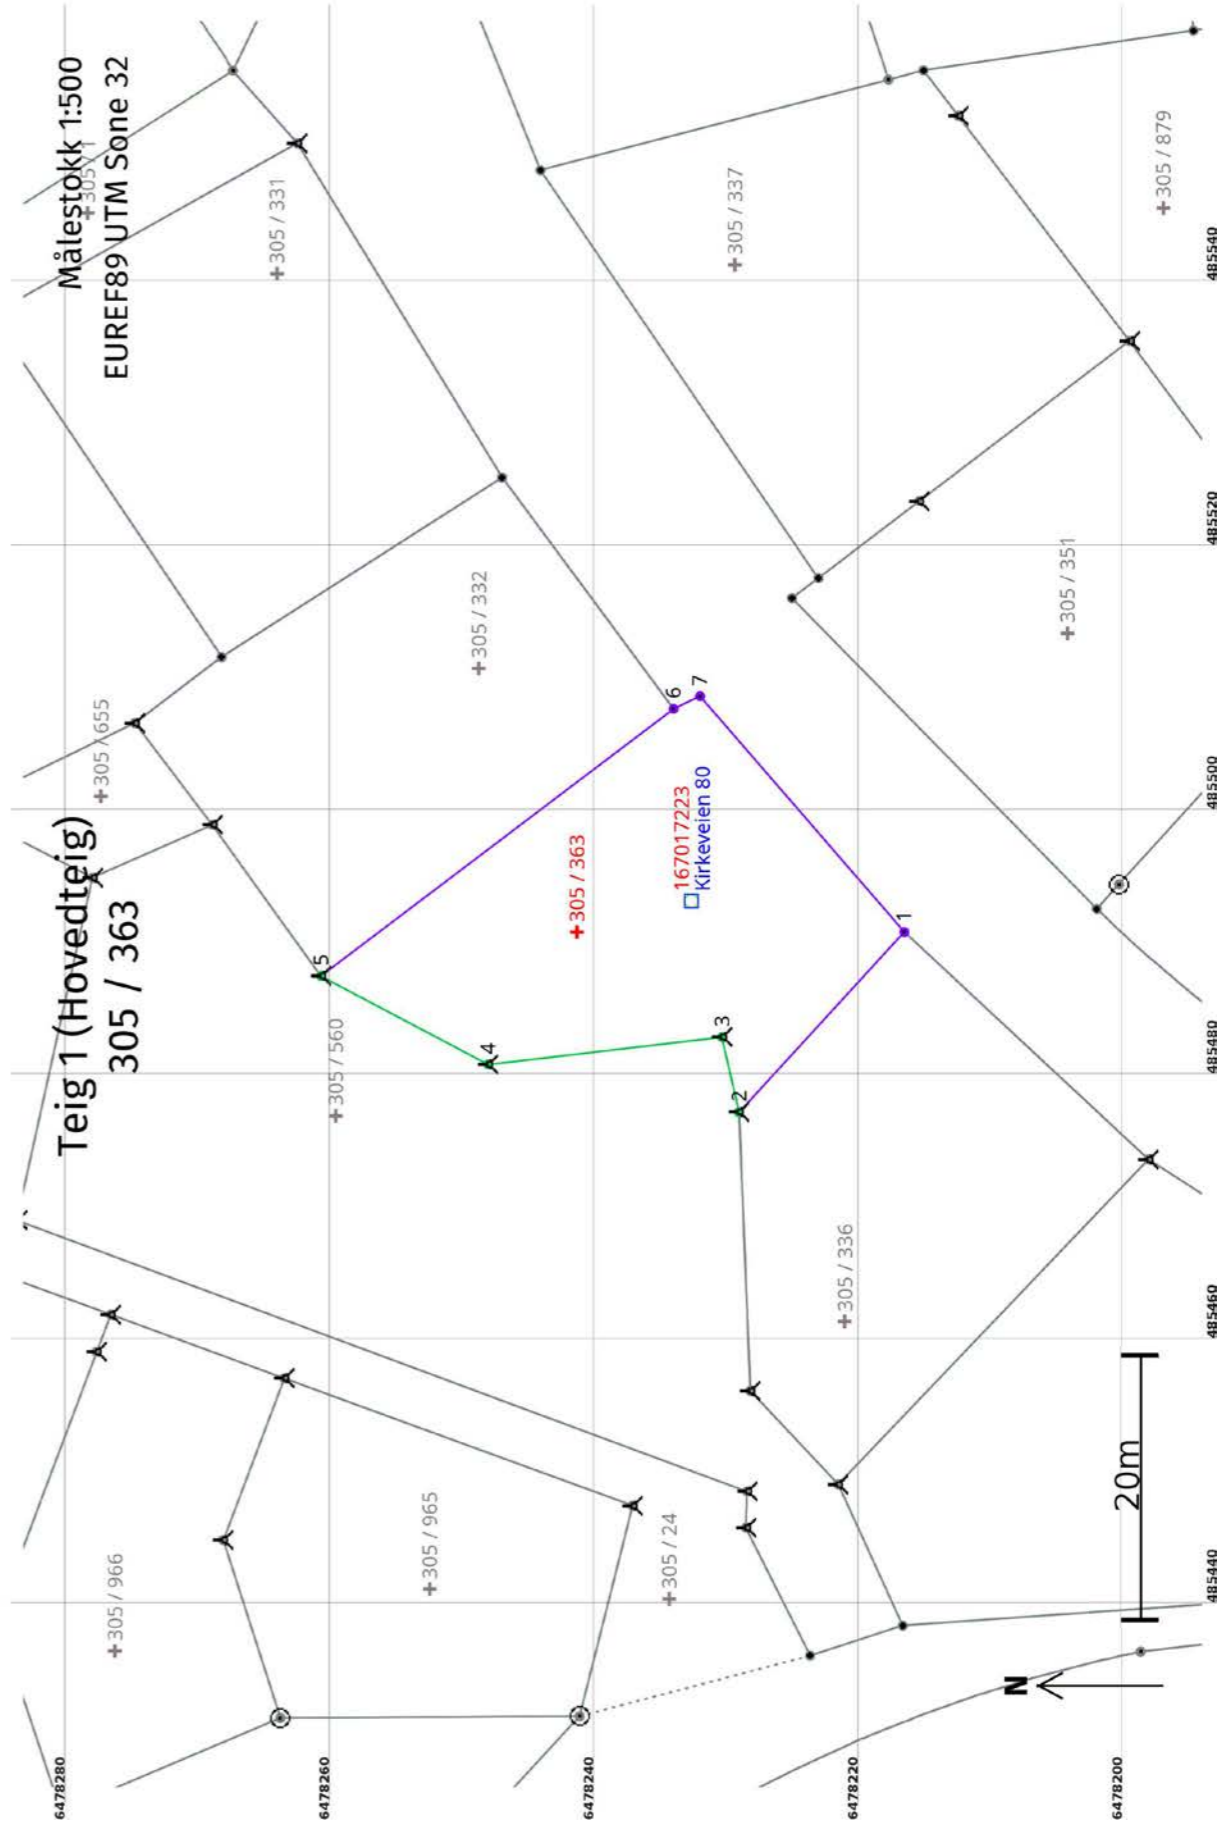 Teig 1 (Hovedteig)
305 / 363
Målestokk 1:500
EUREF89 UTM Sone 32
305 / 1
6478280
6478260
6478240
6478220
6478200
485440
485460
485480
485500
485520
485540
305 / 966
305 / 965
305 / 24
305 / 336
305 / 560
305 / 655
305 / 332
305 / 331
305 / 337
305 / 879
305 / 351
305 / 363
167017223
Kirkeveien 80
1
2
3
4
5
6
7
N
20m